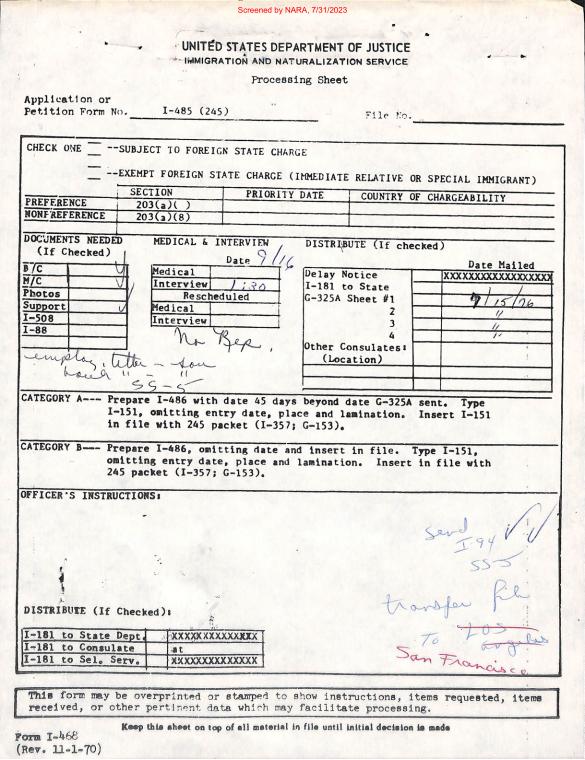 Screened by NARA, 7/31/2023
UNITED STATES DEPARTMENT OF JUSTICE
IMMIGRATION AND NATURALIZATION SERVICE
Processing Sheet
Application or
Petition Form No. I-485 (245) File No.
CHECK ONE --SUBJECT TO FOREIGN STATE CHARGE
--EXEMPT FOREIGN STATE CHARGE (IMMEDIATE RELATIVE OR SPECIAL IMMIGRANT)
SECTION PRIORITY DATE COUNTRY OF CHARGEABILITY
PREFERENCE 203(a)( )
NONPREFERENCE 203(a)(8)
DOCUMENTS NEEDED
(If Checked)
B/C
M/C
Photos
Support
I-508
I-88
MEDICAL & INTERVIEW
Date 9/16
Medical
Interview 1:30
Rescheduled
Medical
Interview
No Rep.
DISTRIBUTE (If checked)
Date Mailed
Delay Notice XXXXXXXXXXXXXXXXXX
I-181 to State
G-325A Sheet #1 9/15/76
2 "
3 "
4 "
Other Consulates:
(Location)
employ. letter - son
" -
SS-5
CATEGORY A--- Prepare I-486 with date 45 days beyond date G-325A sent. Type
I-151, omitting entry date, place and lamination. Insert I-151
in file with 245 packet (I-357; G-153).
CATEGORY B--- Prepare I-486, omitting date and insert in file. Type I-151,
omitting entry date, place and lamination. Insert in file with
245 packet (I-357; G-153).
OFFICER'S INSTRUCTIONS:
send
I-94
SS-5
transfer file
To Los
Angeles
San Francisco
DISTRIBUTE (If Checked):
I-181 to State Dept. XXXXXXXXXXXXXX
I-181 to Consulate at
I-181 to Sel. Serv. XXXXXXXXXXXXXX
This form may be overprinted or stamped to show instructions, items requested, items
received, or other pertinent data which may facilitate processing.
Keep this sheet on top of all material in file until initial decision is made
Form I-468
(Rev. 11-1-70)